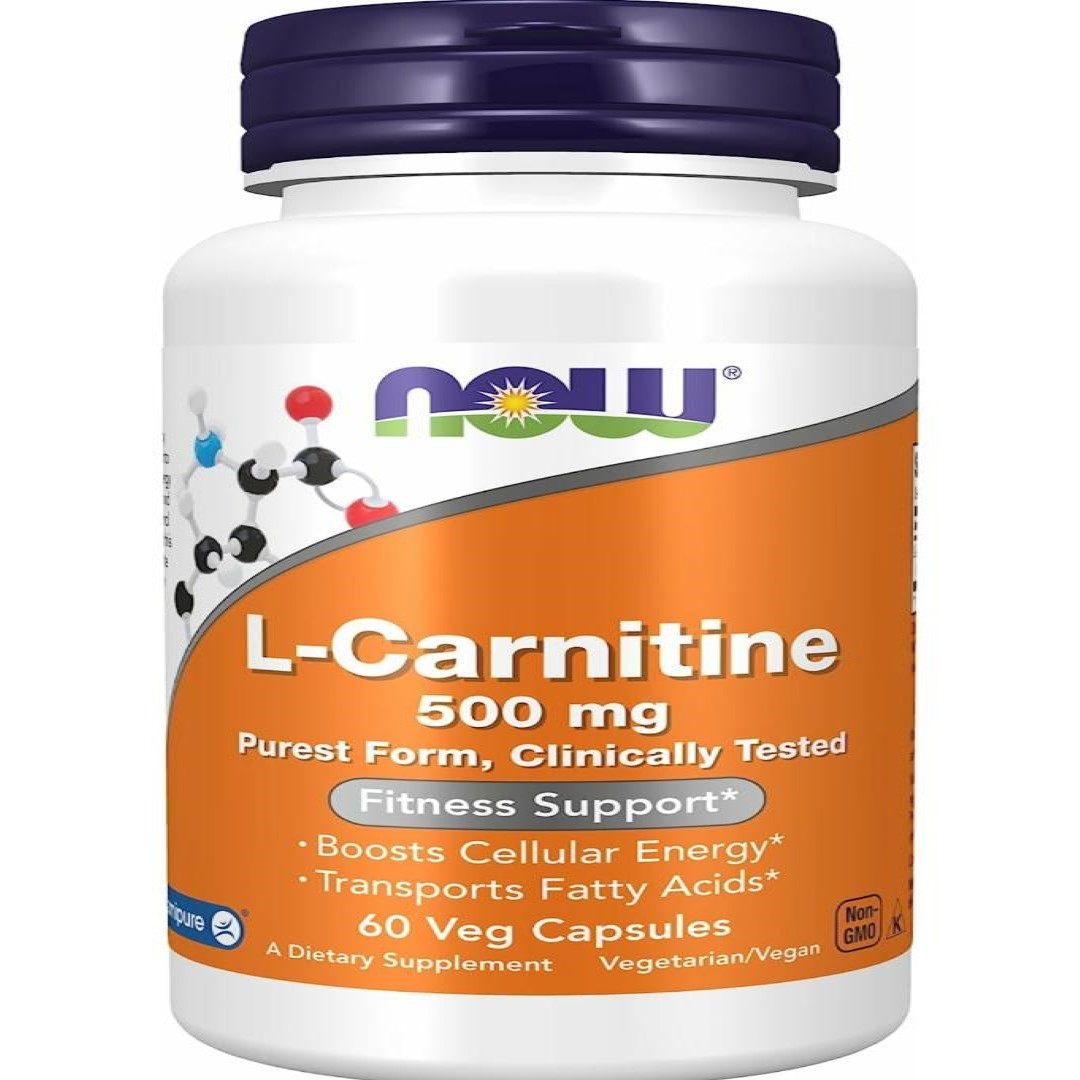 now®
L-Carnitine
500 mg
Purest Form, Clinically Tested
Fitness Support*
• Boosts Cellular Energy*
• Transports Fatty Acids*
60 Veg Capsules
A Dietary Supplement Vegetarian/Vegan
Non-
GMO
K